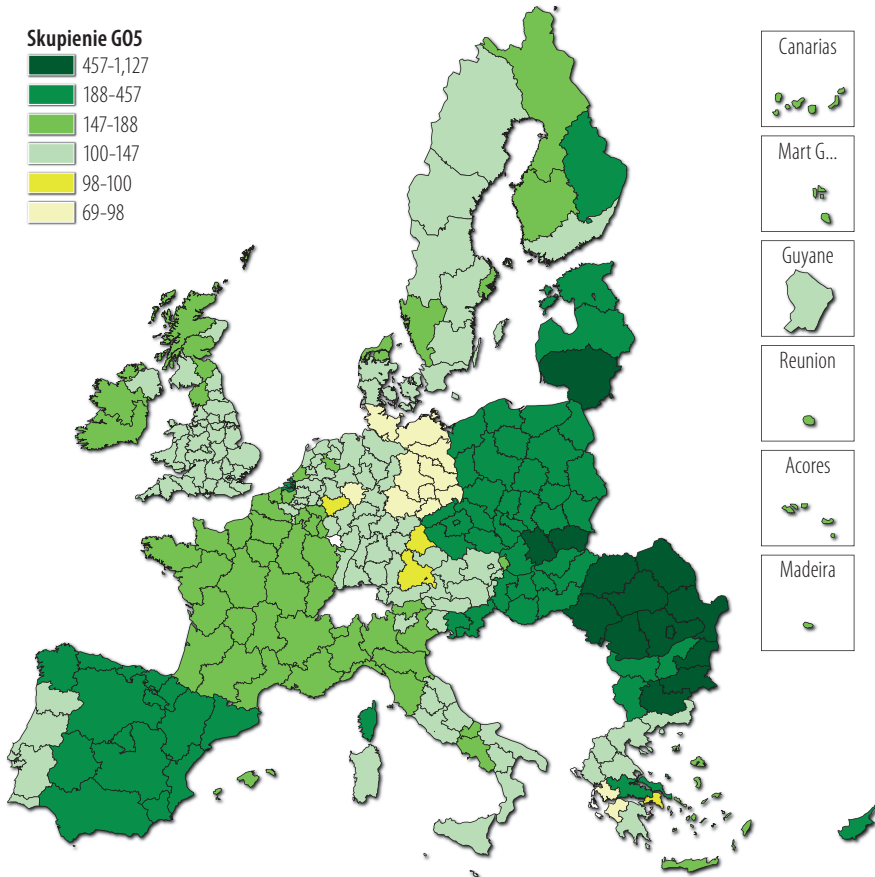 Skupienie GO5
457-1,127
188-457
147-188
100-147
98-100
69-98
Canarias
Mart G...
Guyane
Reunion
Acores
Madeira